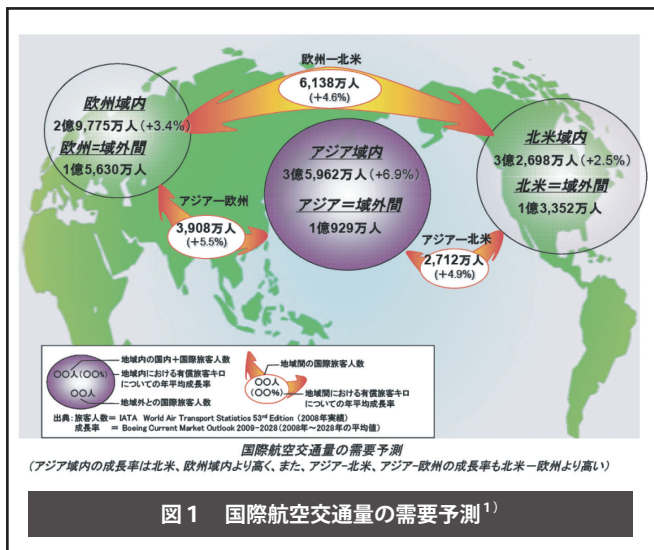 欧州ー北米
6,138万人
(+4.6%)
欧州域内
2億9,775万人(+3.4%)
欧州=域外間
1億5,630万人
アジア域内
3億5,962万人(+6.9%)
アジア=域外間
1億929万人
北米域内
3億2,698万人(+2.5%)
北米=域外間
1億3,352万人
アジアー欧州
3,908万人
(+5.5%)
アジアー北米
2,712万人
(+4.9%)
〇〇人(〇〇%)
〇〇人
地域内の国内+国際旅客人数
地域内における有償旅客キロ
についての年平均成長率
地域外との国際旅客人数
〇〇人
(〇〇%)
地域間の国際旅客人数
地域間における有償旅客キロ
についての年平均成長率
出典:旅客人数= IATA World Air Transport Statistics 53rd Edtion (2008年実績)
成長率 = Boeing Current Market Outlook 2009-2028(2008年~2028年の平均値)
国際航空交通量の需要予測
(アジア域内の成長率は北米、欧州域内より高く、また、アジア-北米、アジア-欧州の成長率も北米ー欧州より高い)
図1 国際航空交通量の需要予測1)